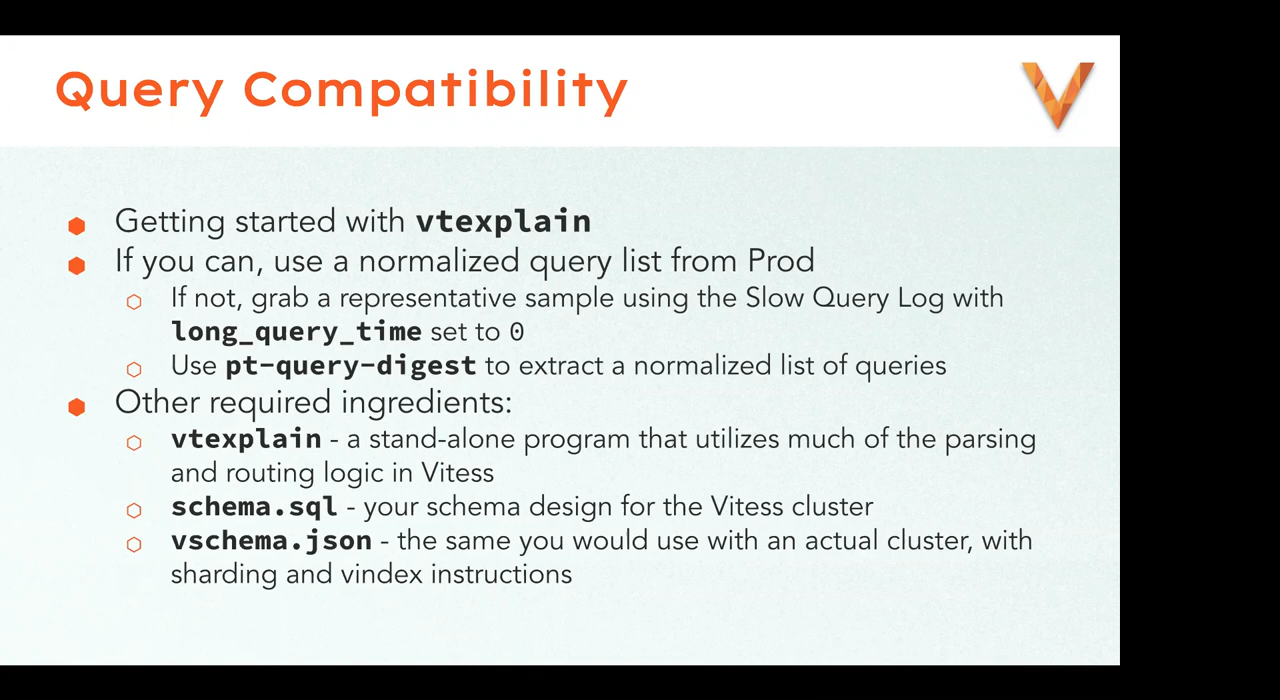 Query Compatibility
Getting started with vtexplain
If you can, use a normalized query list from Prod
If not, grab a representative sample using the Slow Query Log with
long_query_time set to 0
Use pt-query-digest to extract a normalized list of queries
Other required ingredients:
vtexplain - a stand-alone program that utilizes much of the parsing
and routing logic in Vitess
schema.sql - your schema design for the Vitess cluster
vschema.json - the same you would use with an actual cluster, with
sharding and vindex instructions